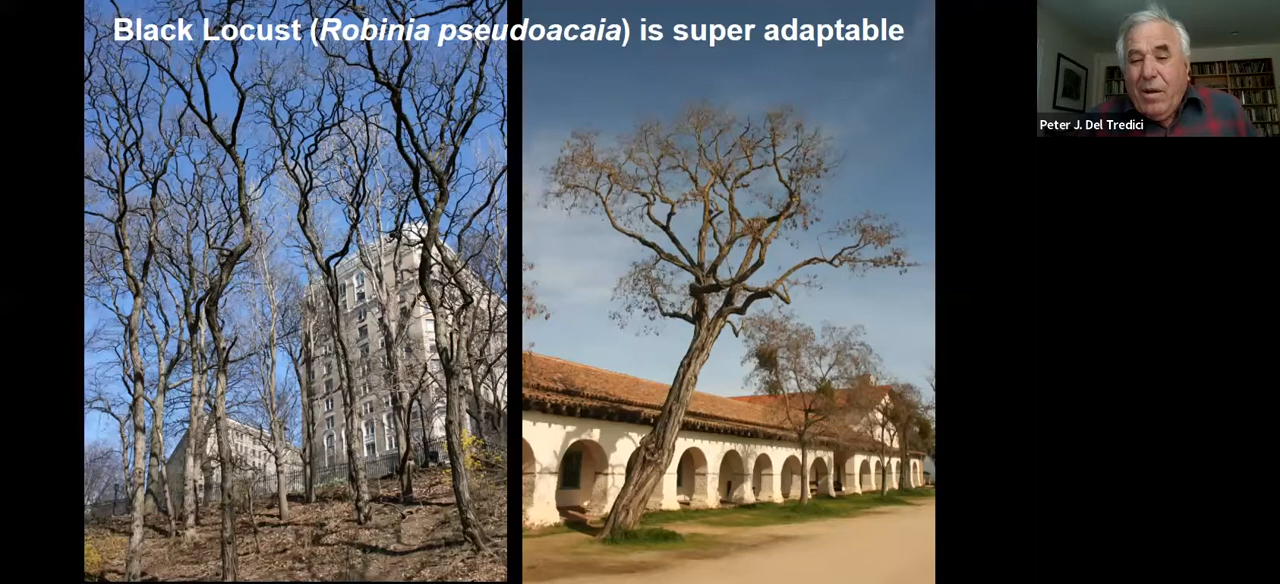 Black Locust (Robinia pseudoacaia) is super adaptable
Peter J. Del Tredici